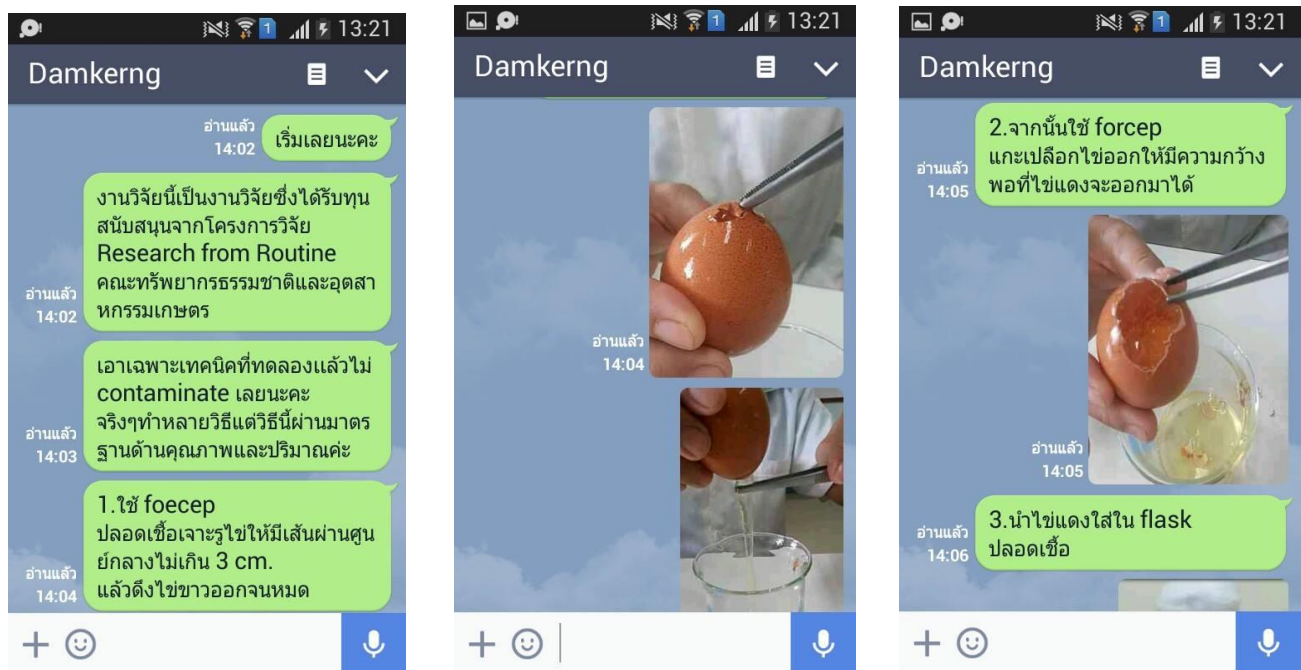 13:21
Damkerng
อ่านแล้ว
14:02
เริ่มเลยนะคะ
งานวิจัยนี้เป็นงานวิจัยซึ่งได้รับทุน
สนับสนุนจากโครงการวิจัย
Research from Routine
คณะทรัพยากรธรรมชาติและอุตสา
หกรรมเกษตร
อ่านแล้ว
14:02
เอาเฉพาะเทคนิคที่ทดลองแล้วไม่
contaminate เลยนะคะ
จริงๆทำหลายวิธีแต่วิธีนี้ผ่านมาตร
ฐานด้านคุณภาพและปริมาณค่ะ
อ่านแล้ว
14:03
1.ใช้ foecep
ปลอดเชื้อเจาะรูไข่ให้มีเส้นผ่านศูน
ย์กลางไม่เกิน 3 cm.
แล้วดึงไข่ขาวออกจนหมด
อ่านแล้ว
14:04
1 13:21
Damkerng
อ่านแล้ว
14:04
1 13:21
Damkerng
2.จากนั้นใช้ forcep
แกะเปลือกไข่ออกให้มีความกว้าง
พอที่ไข่แดงจะออกมาได้
อ่านแล้ว
14:05
อ่านแล้ว
14:05
3.นำไข่แดงใส่ใน flask
ปลอดเชื้อ
อ่านแล้ว
14:06